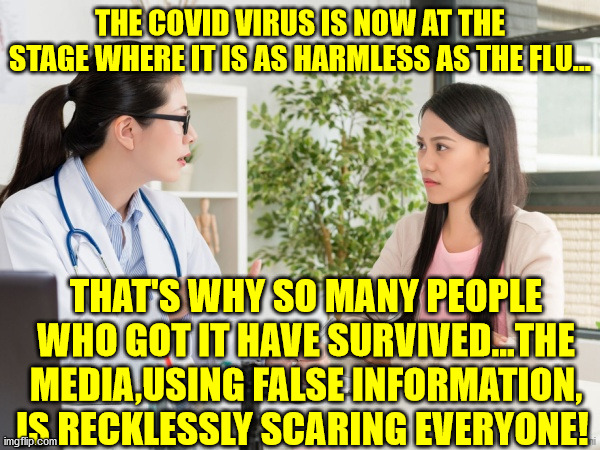 THE COVID VIRUS IS NOW AT THE
STAGE WHERE IT IS AS HARMLESS AS THE FLU...
THAT'S WHY SO MANY PEOPLE
WHO GOT IT HAVE SURVIVED...THE
MEDIA,USING FALSE INFORMATION,
IS RECKLESSLY SCARING EVERYONE!
imgflip.com